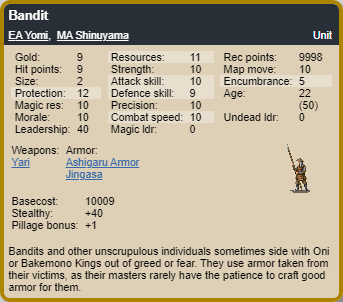 Bandit
EA Yomi, MA Shinuyama Unit
Gold: 9 Resources: 11 Rec points: 9998
Hit points: 9 Strength: 10 Map move: 10
Size: 2 Attack skill: 10 Encumbrance: 5
Protection: 12 Defence skill: 9 Age: 22
Magic res: 10 Precision: 10 (50)
Morale: 10 Combat speed: 10 Undead ldr: 0
Leadership: 40 Magic ldr: 0
Weapons: Armor:
Yari Ashigaru Armor
Jingasa
Basecost: 10009
Stealthy: +40
Pillage bonus: +1
Bandits and other unscrupulous individuals sometimes side with Oni
or Bakemono Kings out of greed or fear. They use armor taken from
their victims, as their masters rarely have the patience to craft good
armor for them.